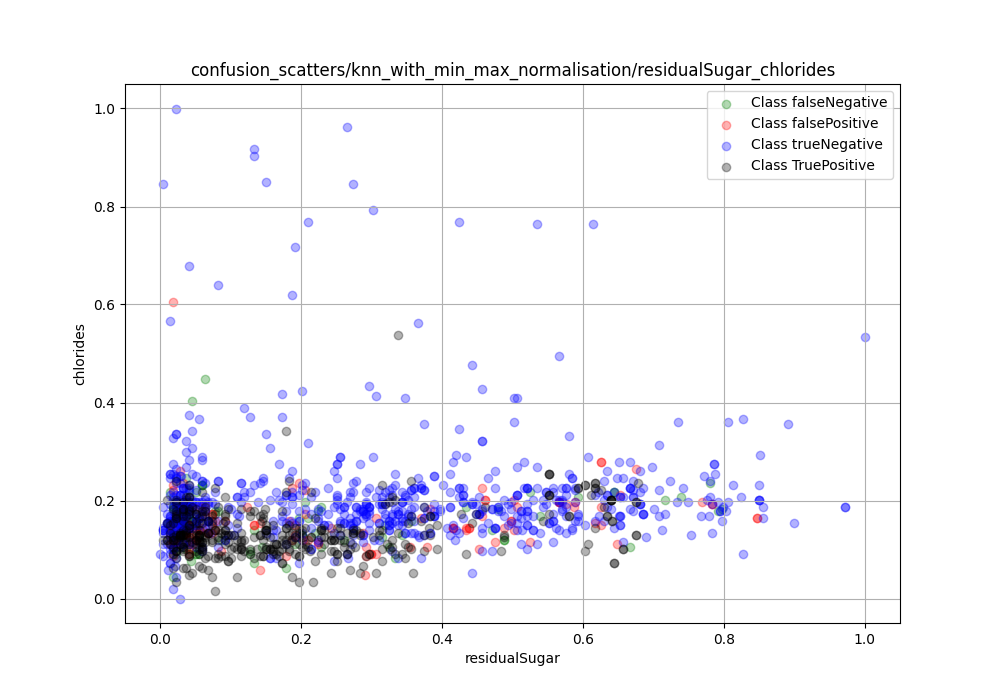 confusion_scatters/knn_with_min_max_normalisation/residualSugar_chlorides
Class falseNegative
Class falsePositive
Class trueNegative
Class TruePositive
1.0
0.8
0.6
0.4
0.2
0.0
chlorides
0.0 0.2 0.4 0.6 0.8 1.0
residualSugar